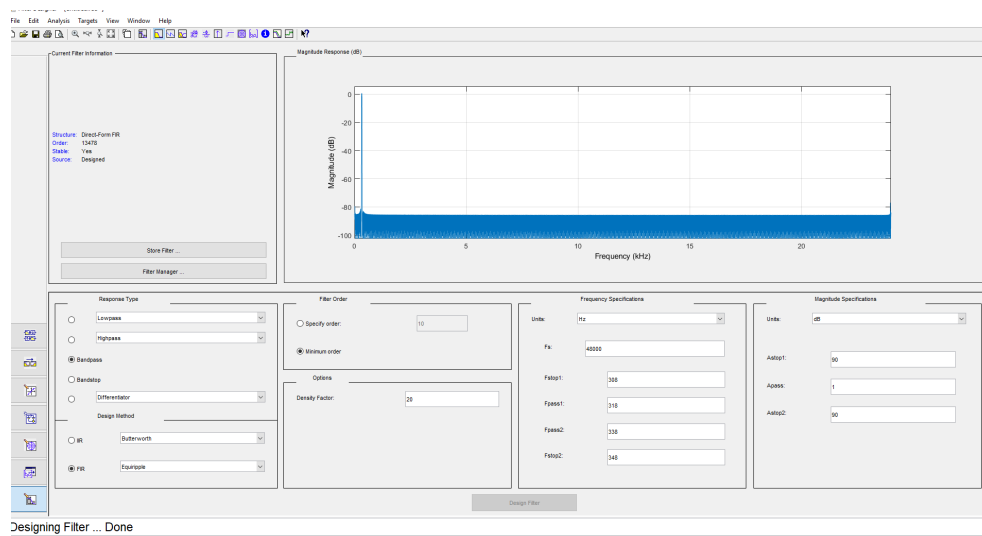 File Edit Analysis Targets View Window Help
Current Filter Information
Structure: Direct-Form FIR
Order: 13478
Stable: Yes
Source: Designed
Store Filter ...
Filter Manager ...
Magnitude Response (dB)
Magnitude (dB)
0
-20
-40
-60
-80
-100
0 5 10 15 20
Frequency (kHz)
Response Type
Lowpass
Highpass
Bandpass
Bandstop
Differentiator
Design Method
IIR Butterworth
FIR Equiripple
Filter Order
Specify order: 10
Minimum order
Options
Density Factor: 20
Frequency Specifications
Units: Hz
Fs: 48000
Fstop1: 308
Fpass1: 318
Fpass2: 338
Fstop2: 348
Magnitude Specifications
Units: dB
Astop1: 90
Apass: 1
Astop2: 90
Design Filter
Designing Filter ... Done